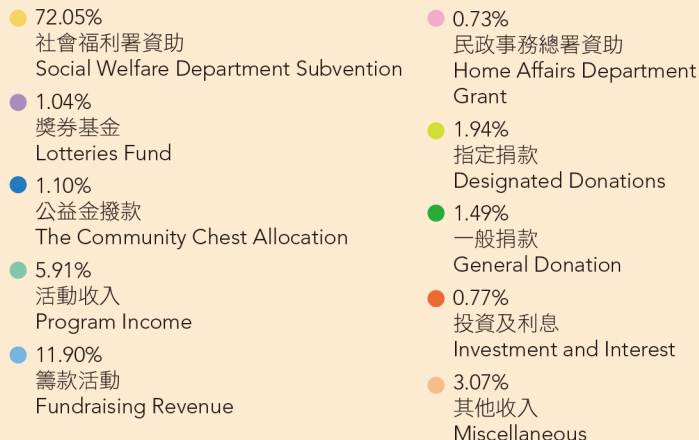 72.05%
社會福利署資助
Social Welfare Department Subvention
1.04%
獎券基金
Lotteries Fund
1.10%
公益金撥款
The Community Chest Allocation
5.91%
活動收入
Program Income
11.90%
籌款活動
Fundraising Revenue
0.73%
民政事務總署資助
Home Affairs Department
Grant
1.94%
指定捐款
Designated Donations
1.49%
一般捐款
General Donation
0.77%
投資及利息
Investment and Interest
3.07%
其他收入
Miscellaneous